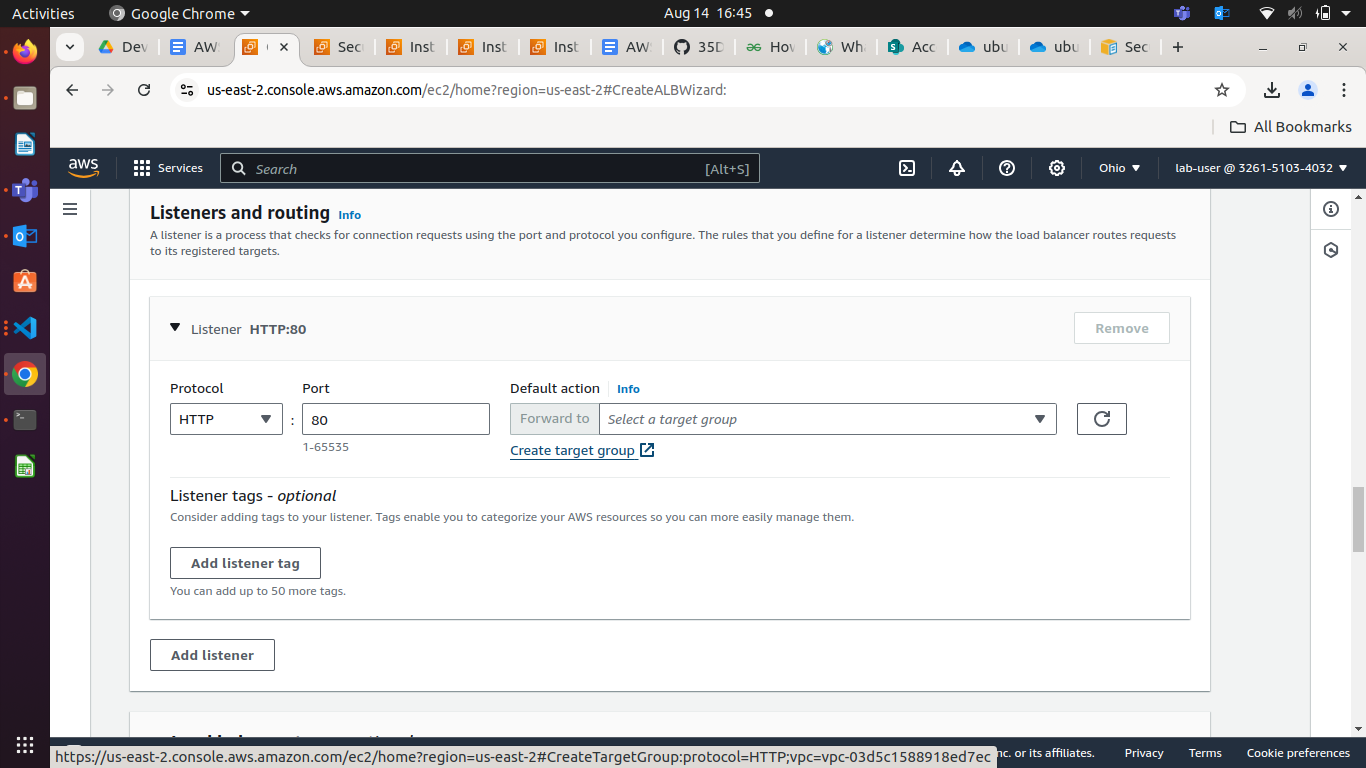 Activities
Google Chrome
Aug 14 16:45
Dev
AWS
C
Sec
Inst
Inst
Inst
AWS
35D
How
Wha
Acc
ubu
ubu
Sec
us-east-2.console.aws.amazon.com/ec2/home?region=us-east-2#CreateALBWizard:
All Bookmarks
aws
Services
Search
[Alt+S]
Ohio
lab-user @ 3261-5103-4032
Listeners and routing
Info
A listener is a process that checks for connection requests using the port and protocol you configure. The rules that you define for a listener determine how the load balancer routes requests
to its registered targets.
Listener HTTP:80
Remove
Protocol
Port
Default action
Info
HTTP
:
80
Forward to
Select a target group
1-65535
Create target group
Listener tags - optional
Consider adding tags to your listener. Tags enable you to categorize your AWS resources so you can more easily manage them.
Add listener tag
You can add up to 50 more tags.
Add listener
nc. or its affiliates.
Privacy
Terms
Cookie preferences
https://us-east-2.console.aws.amazon.com/ec2/home?region=us-east-2#CreateTargetGroup:protocol=HTTP;vpc=vpc-03d5c1588918ed7ec